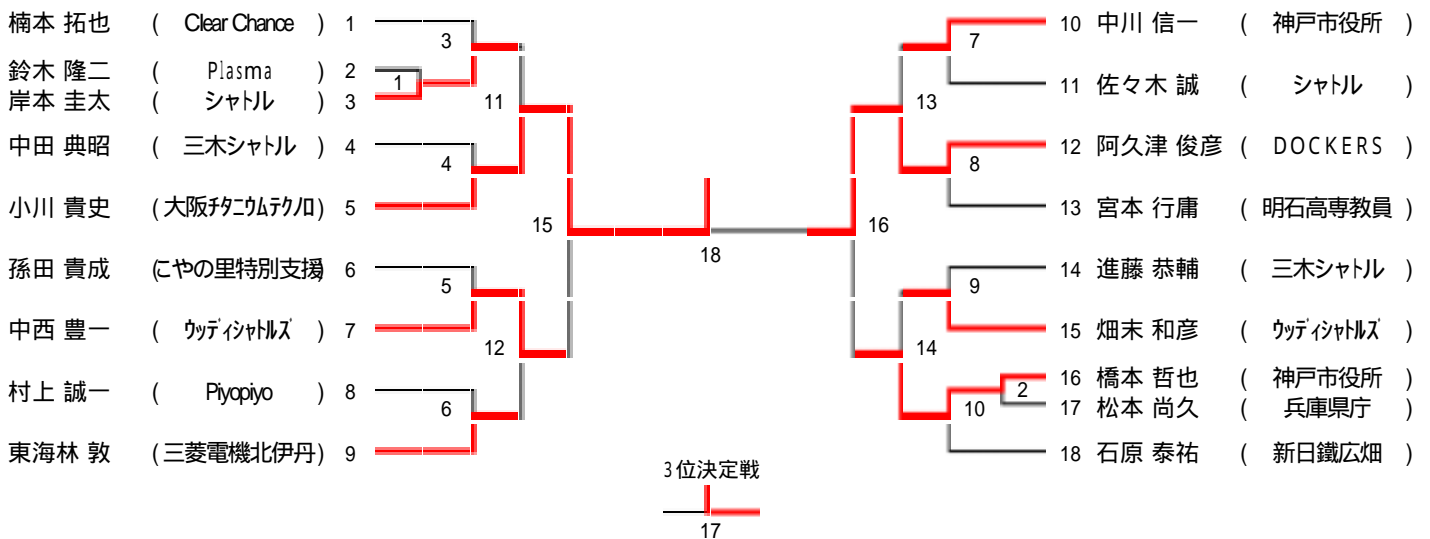 楠本 拓也 ( Clear Chance ) 1
鈴木 隆二 ( Plasma ) 2
岸本 圭太 ( シャトル ) 3
中田 典昭 ( 三木シャトル ) 4
小川 貴史 (大阪チタニウムテクノロ) 5
孫田 貴成 (こやの里特別支援) 6
中西 豊一 ( ウッディシャトルズ ) 7
村上 誠一 ( Piyopiyo ) 8
東海林 敦 (三菱電機北伊丹) 9
3
1
11
4
15
5
12
6
18
7
13
8
16
9
14
2
10
10 中川 信一 ( 神戸市役所 )
11 佐々木 誠 ( シャトル )
12 阿久津 俊彦 ( DOCKERS )
13 宮本 行庸 ( 明石高専教員 )
14 進藤 恭輔 ( 三木シャトル )
15 畑末 和彦 ( ウッディシャトルズ )
16 橋本 哲也 ( 神戸市役所 )
17 松本 尚久 ( 兵庫県庁 )
18 石原 泰祐 ( 新日鐵広畑 )
3位決定戦
17